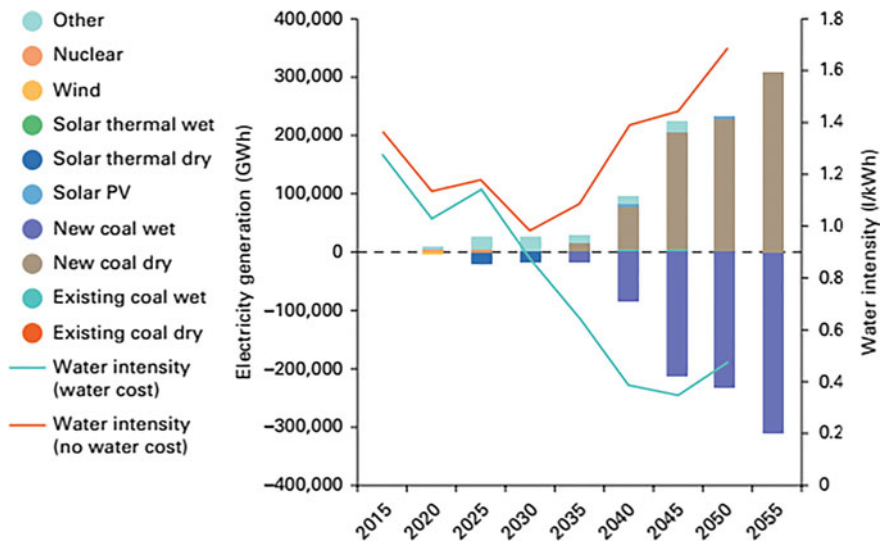 Other
Nuclear
Wind
Solar thermal wet
Solar thermal dry
Solar PV
New coal wet
New coal dry
Existing coal wet
Existing coal dry
Water intensity
(water cost)
Water intensity
(no water cost)
Electricity generation (GWh)
400,000
300,000
200,000
100,000
0
−100,000
−200,000
−300,000
−400,000
1.8
1.6
1.4
1.2
1.0
0.8
0.6
0.4
0.2
0
Water intensity (l/kWh)
2015
2020
2025
2030
2035
2040
2045
2050
2055